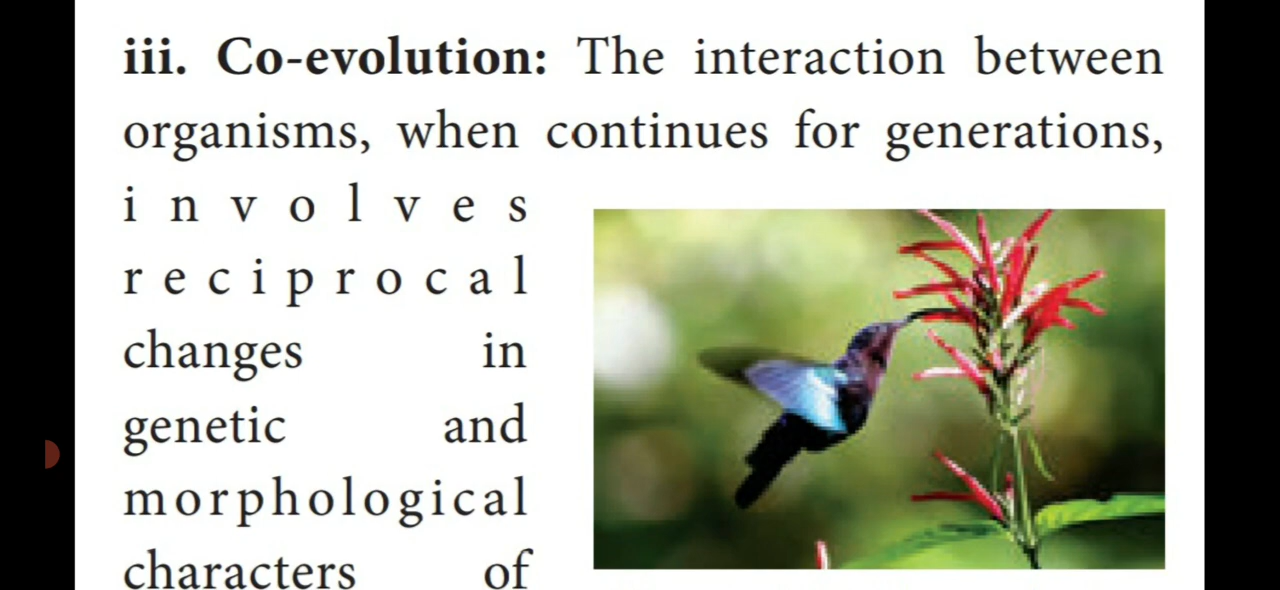 iii. Co-evolution: The interaction between
organisms, when continues for generations,
involves
reciprocal
changes in
genetic and
morphological
characters of